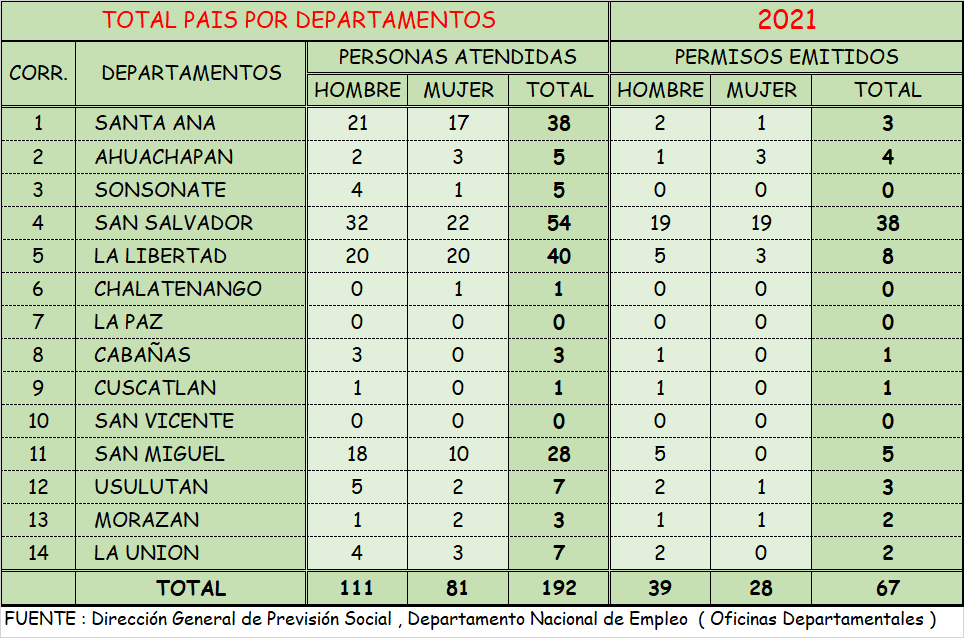 TOTAL PAIS POR DEPARTAMENTOS 2021
CORR. DEPARTAMENTOS PERSONAS ATENDIDAS PERMISOS EMITIDOS
HOMBRE MUJER TOTAL HOMBRE MUJER TOTAL
1 SANTA ANA 21 17 38 2 1 3
2 AHUACHAPAN 2 3 5 1 3 4
3 SONSONATE 4 1 5 0 0 0
4 SAN SALVADOR 32 22 54 19 19 38
5 LA LIBERTAD 20 20 40 5 3 8
6 CHALATENANGO 0 1 1 0 0 0
7 LA PAZ 0 0 0 0 0 0
8 CABAÑAS 3 0 3 1 0 1
9 CUSCATLAN 1 0 1 1 0 1
10 SAN VICENTE 0 0 0 0 0 0
11 SAN MIGUEL 18 10 28 5 0 5
12 USULUTAN 5 2 7 2 1 3
13 MORAZAN 1 2 3 1 1 2
14 LA UNION 4 3 7 2 0 2
TOTAL 111 81 192 39 28 67
FUENTE : Dirección General de Previsión Social , Departamento Nacional de Empleo ( Oficinas Departamentales )